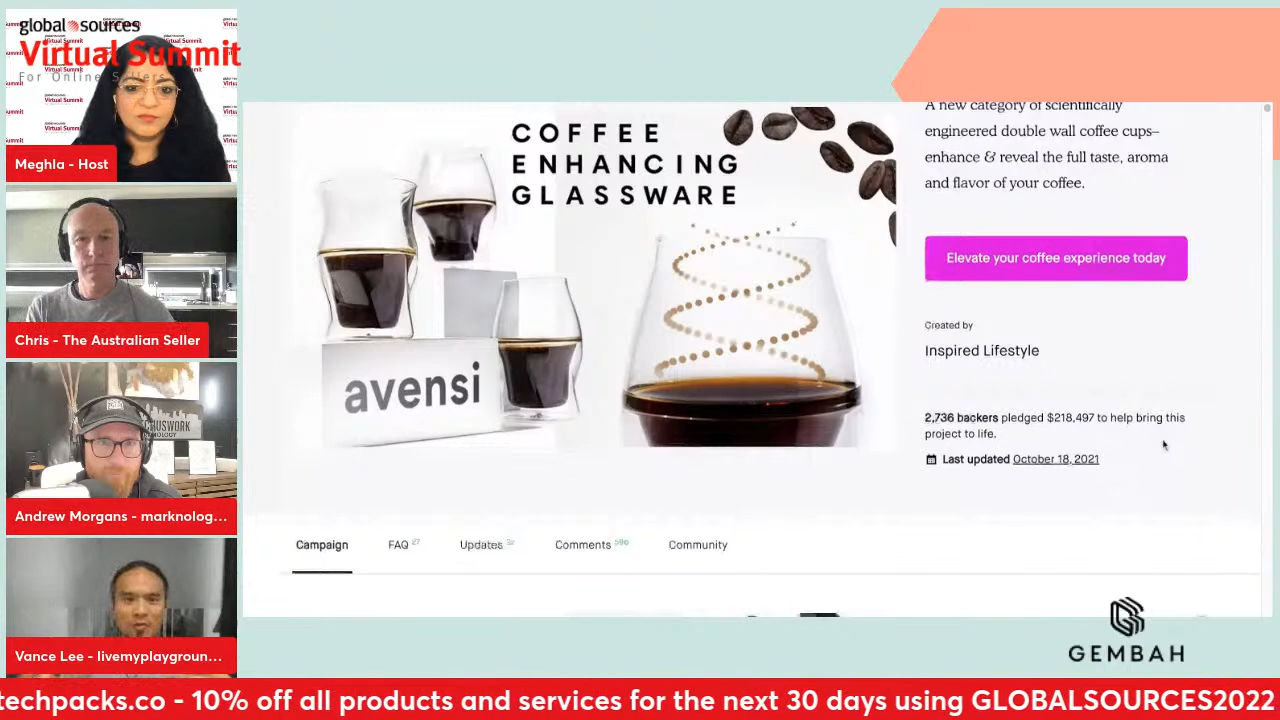 global sources
Virtual Summit
For Online Sellers
Meghla - Host
Chris - The Australian Seller
Andrew Morgans - marknolog...
Vance Lee - livemyplaygroun...
COFFEE
ENHANCING
GLASSWARE
avensi
A new category of scientifically
engineered double wall coffee cups–
enhance & reveal the full taste, aroma
and flavor of your coffee.
Elevate your coffee experience today
Created by
Inspired Lifestyle
2,736 backers pledged $218,497 to help bring this
project to life.
Last updated October 18, 2021
Campaign FAQ 27 Updates Comments Community
GEMBAH
techpacks.co - 10% off all products and services for the next 30 days using GLOBALSOURCES2022